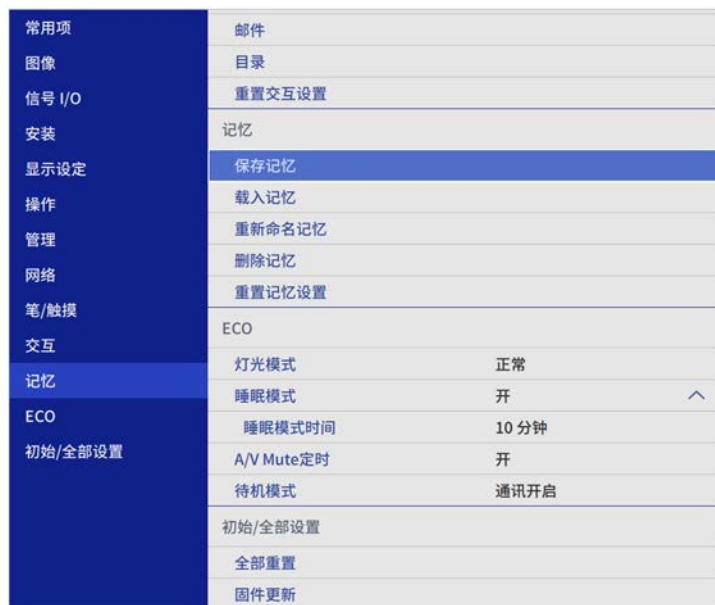 常用项
图像
信号 I/O
安装
显示设定
操作
管理
网络
笔/触摸
交互
记忆
ECO
初始/全部设置
邮件
目录
重置交互设置
记忆
保存记忆
载入记忆
重新命名记忆
删除记忆
重置记忆设置
ECO
灯光模式 正常
睡眠模式 开
睡眠模式时间 10 分钟
A/V Mute定时 开
待机模式 通讯开启
初始/全部设置
全部重置
固件更新